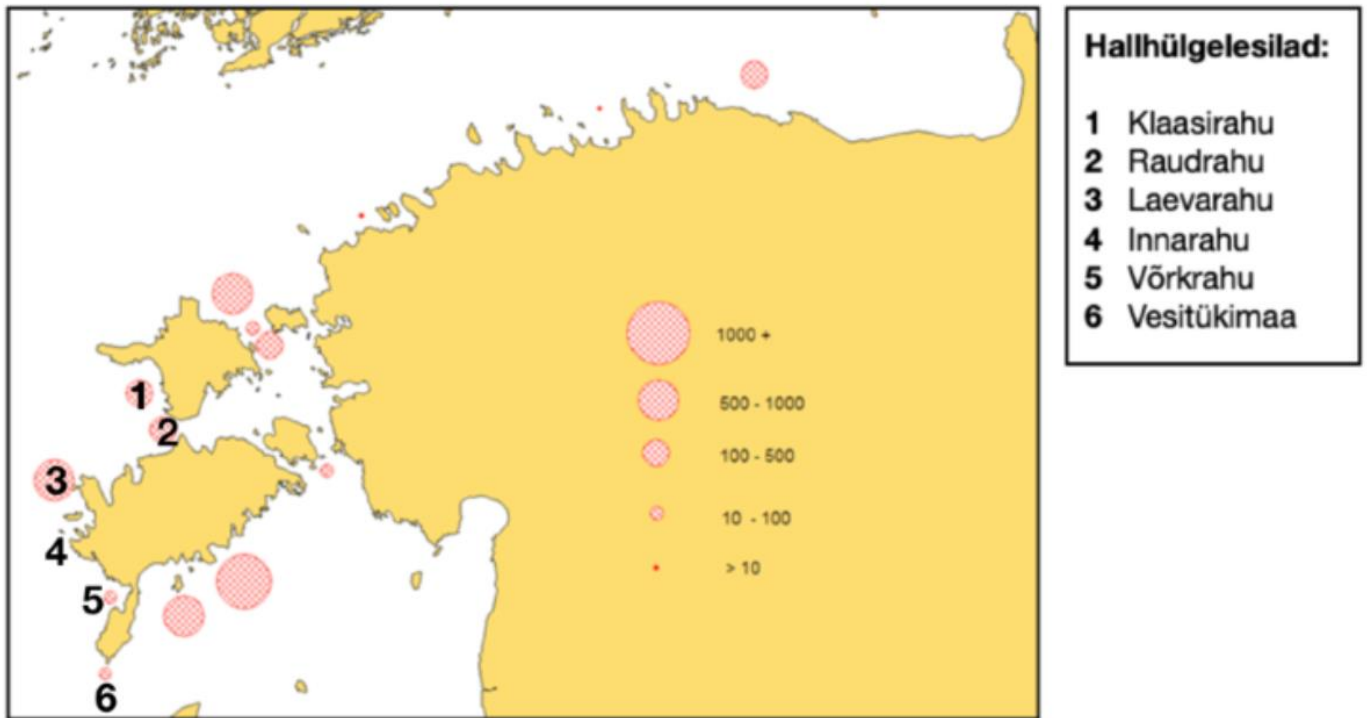 1
2
3
4
5
6
1000 +
500 - 1000
100 - 500
10 - 100
> 10
Hallhülgelesilad:
1 Klaasirahu
2 Raudrahu
3 Laevarahu
4 Innarahu
5 Võrkrahu
6 Vesitükimaa